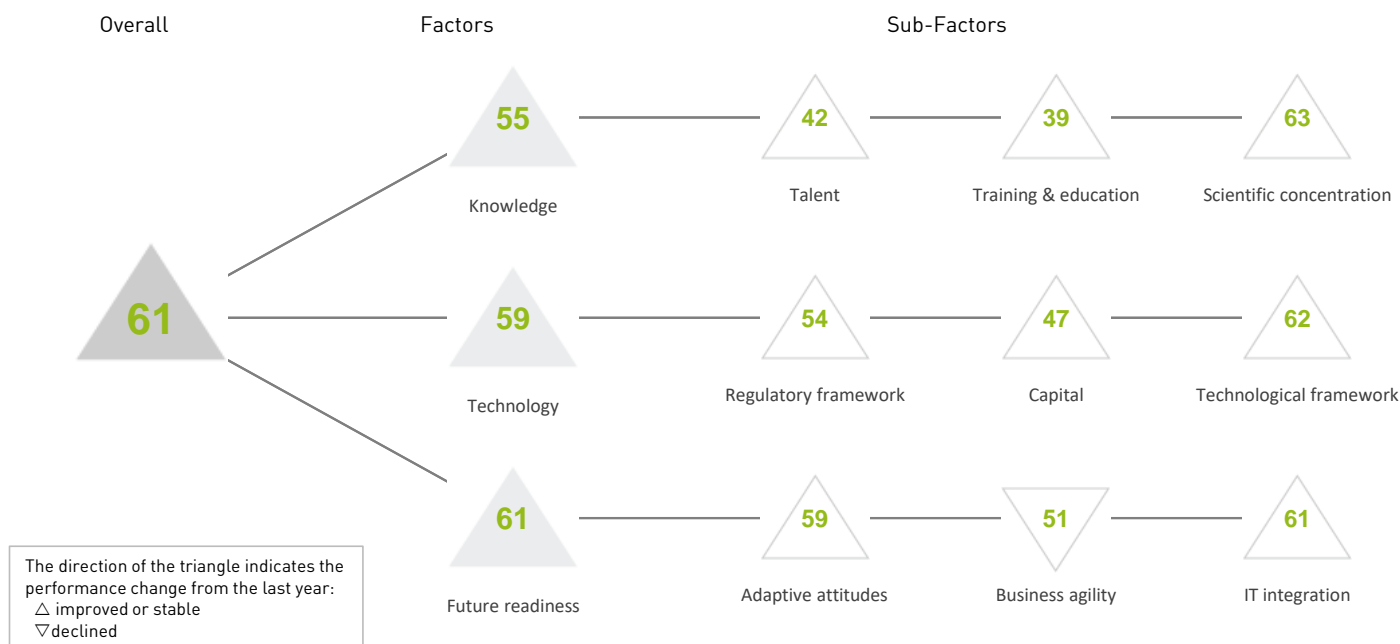 Overall Factors Sub-Factors
55 42 39 63
Knowledge Talent Training & education Scientific concentration
61 59 54 47 62
Technology Regulatory framework Capital Technological framework
61 59 51 61
Future readiness Adaptive attitudes Business agility IT integration
The direction of the triangle indicates the
performance change from the last year:
△ improved or stable
▽ declined